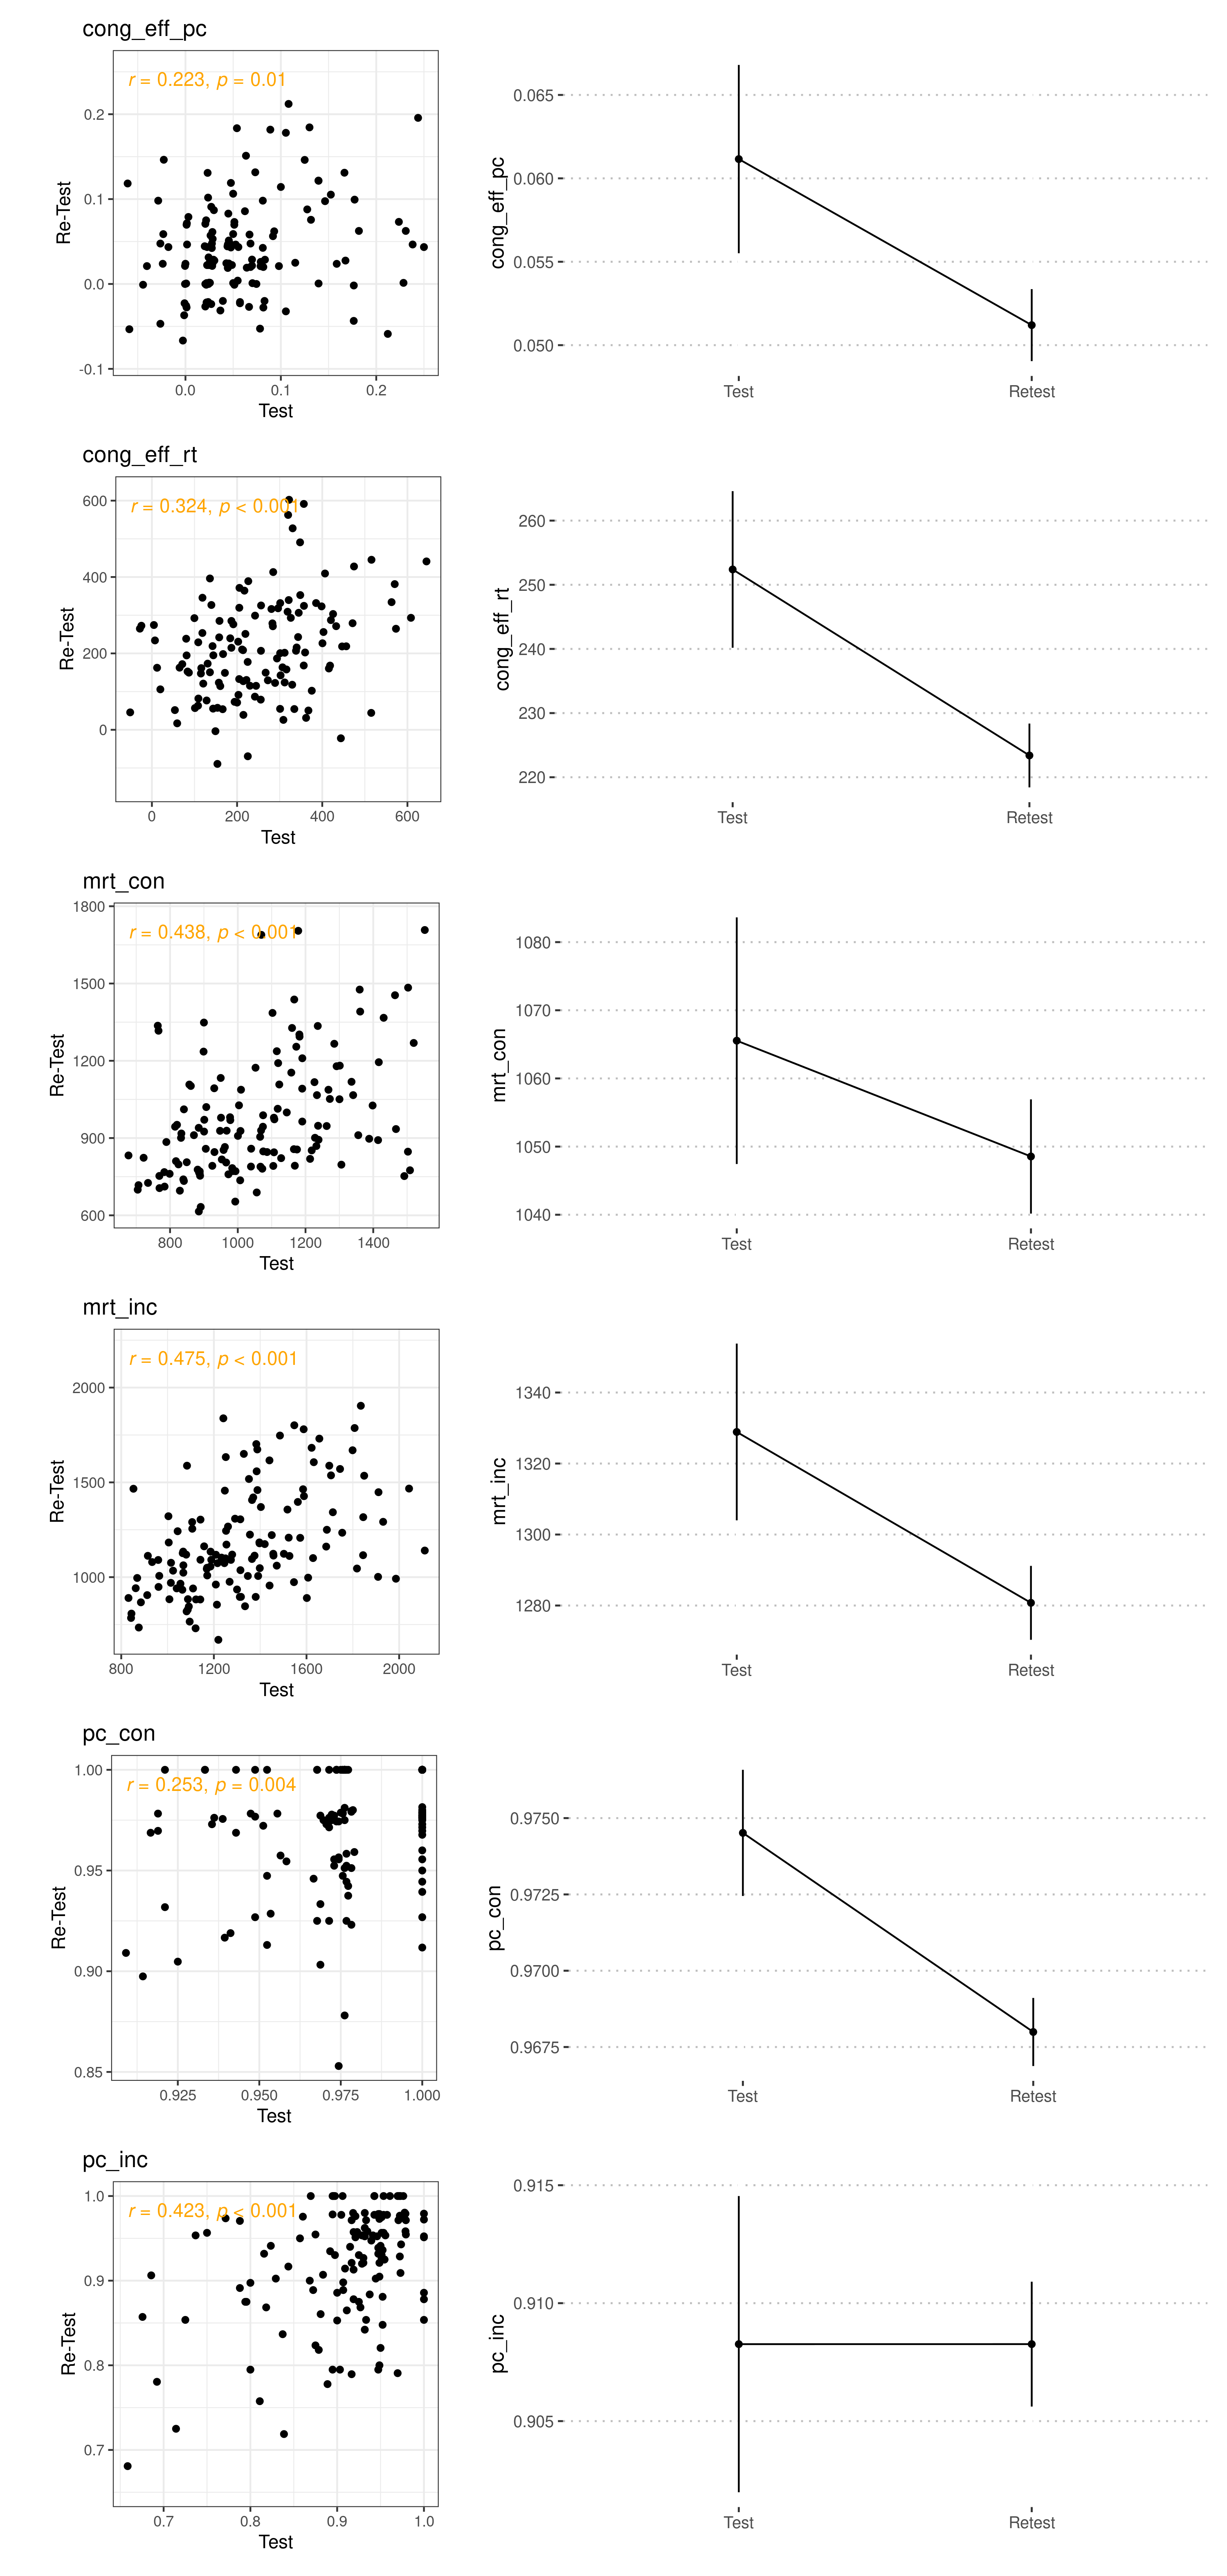 cong_eff_pc
r = 0.223, p = 0.01
0.2
0.1
0.0
-0.1
Re-Test
0.0 0.1 0.2
Test
0.065
0.060
0.055
0.050
cong_eff_pc
Test Retest
cong_eff_rt
r = 0.324, p < 0.001
600
400
200
0
Re-Test
0 200 400 600
Test
260
250
240
230
220
cong_eff_rt
Test Retest
mrt_con
r = 0.438, p < 0.001
1800
1500
1200
900
600
Re-Test
800 1000 1200 1400
Test
1080
1070
1060
1050
1040
mrt_con
Test Retest
mrt_inc
r = 0.475, p < 0.001
2000
1500
1000
Re-Test
800 1200 1600 2000
Test
1340
1320
1300
1280
mrt_inc
Test Retest
pc_con
r = 0.253, p = 0.004
1.00
0.95
0.90
0.85
Re-Test
0.925 0.950 0.975 1.000
Test
0.9750
0.9725
0.9700
0.9675
pc_con
Test Retest
pc_inc
r = 0.423, p < 0.001
1.0
0.9
0.8
0.7
Re-Test
0.7 0.8 0.9 1.0
Test
0.915
0.910
0.905
pc_inc
Test Retest